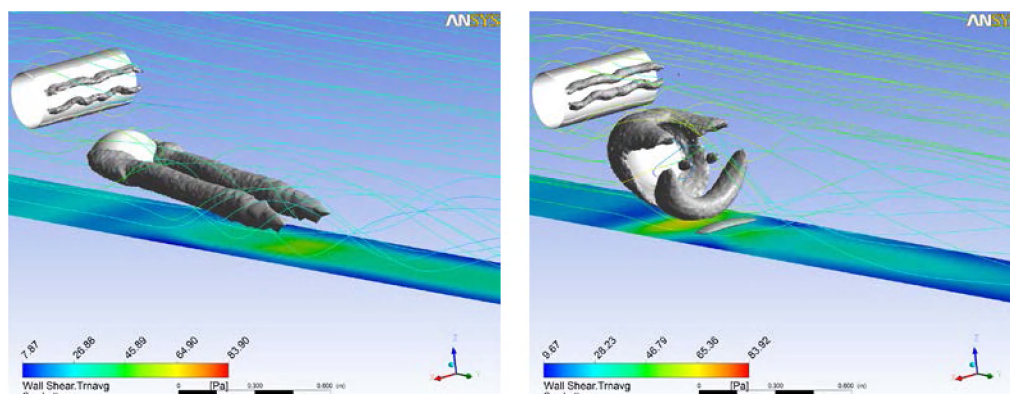 ANSYS
7.87 26.88 45.89 64.90 83.90
Wall Shear.Trnavg [Pa]
0 0.300 0.600 (m)
Z
X
Y
ANSYS
9.67 28.23 46.79 65.36 83.92
Wall Shear.Trnavg [Pa]
0 0.300 0.600 (m)
Z
X
Y